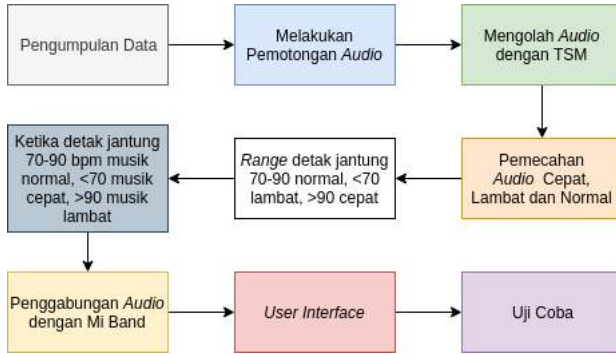 Pengumpulan Data
Melakukan
Pemotongan Audio
Mengolah Audio
dengan TSM
Pemecahan
Audio Cepat,
Lambat dan Normal
Range detak jantung
70-90 normal, <70
lambat, >90 cepat
Ketika detak jantung
70-90 bpm musik
normal, <70 musik
cepat, >90 musik
lambat
Penggabungan Audio
dengan Mi Band
User Interface
Uji Coba